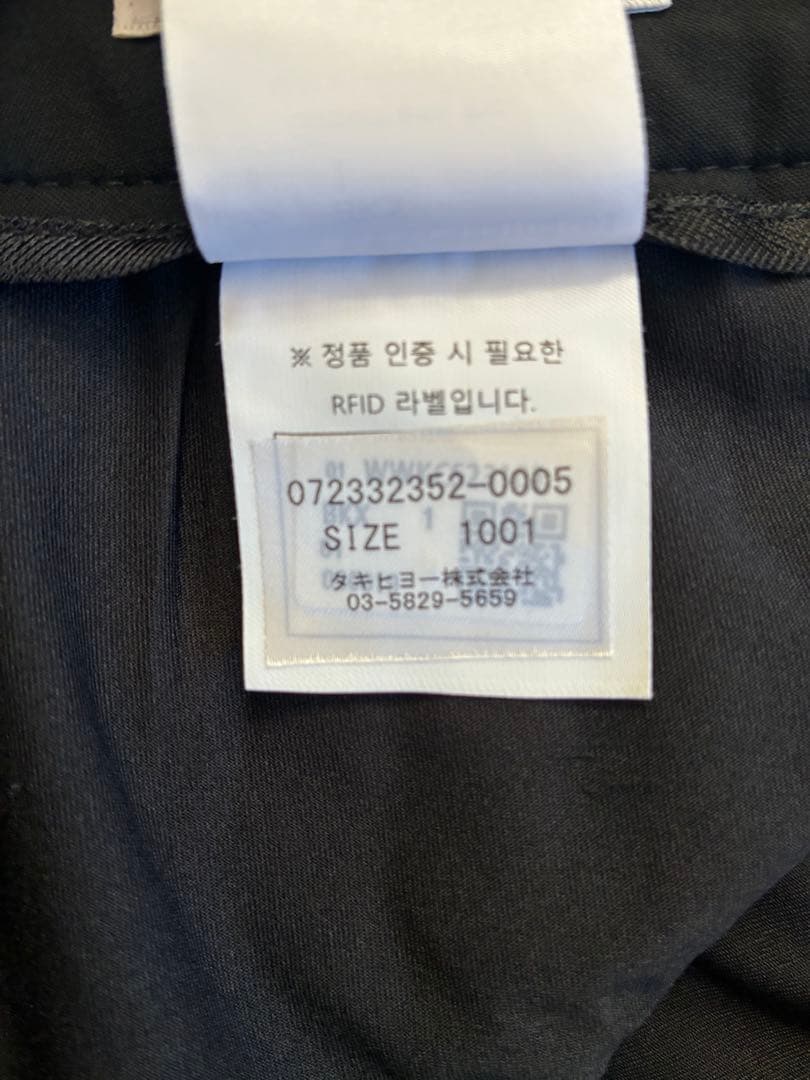 ※ 정품 인증 시 필요한
RFID 라벨입니다.
072332352-0005
SIZE 1001
タキヒヨー株式会社
03-5829-5659